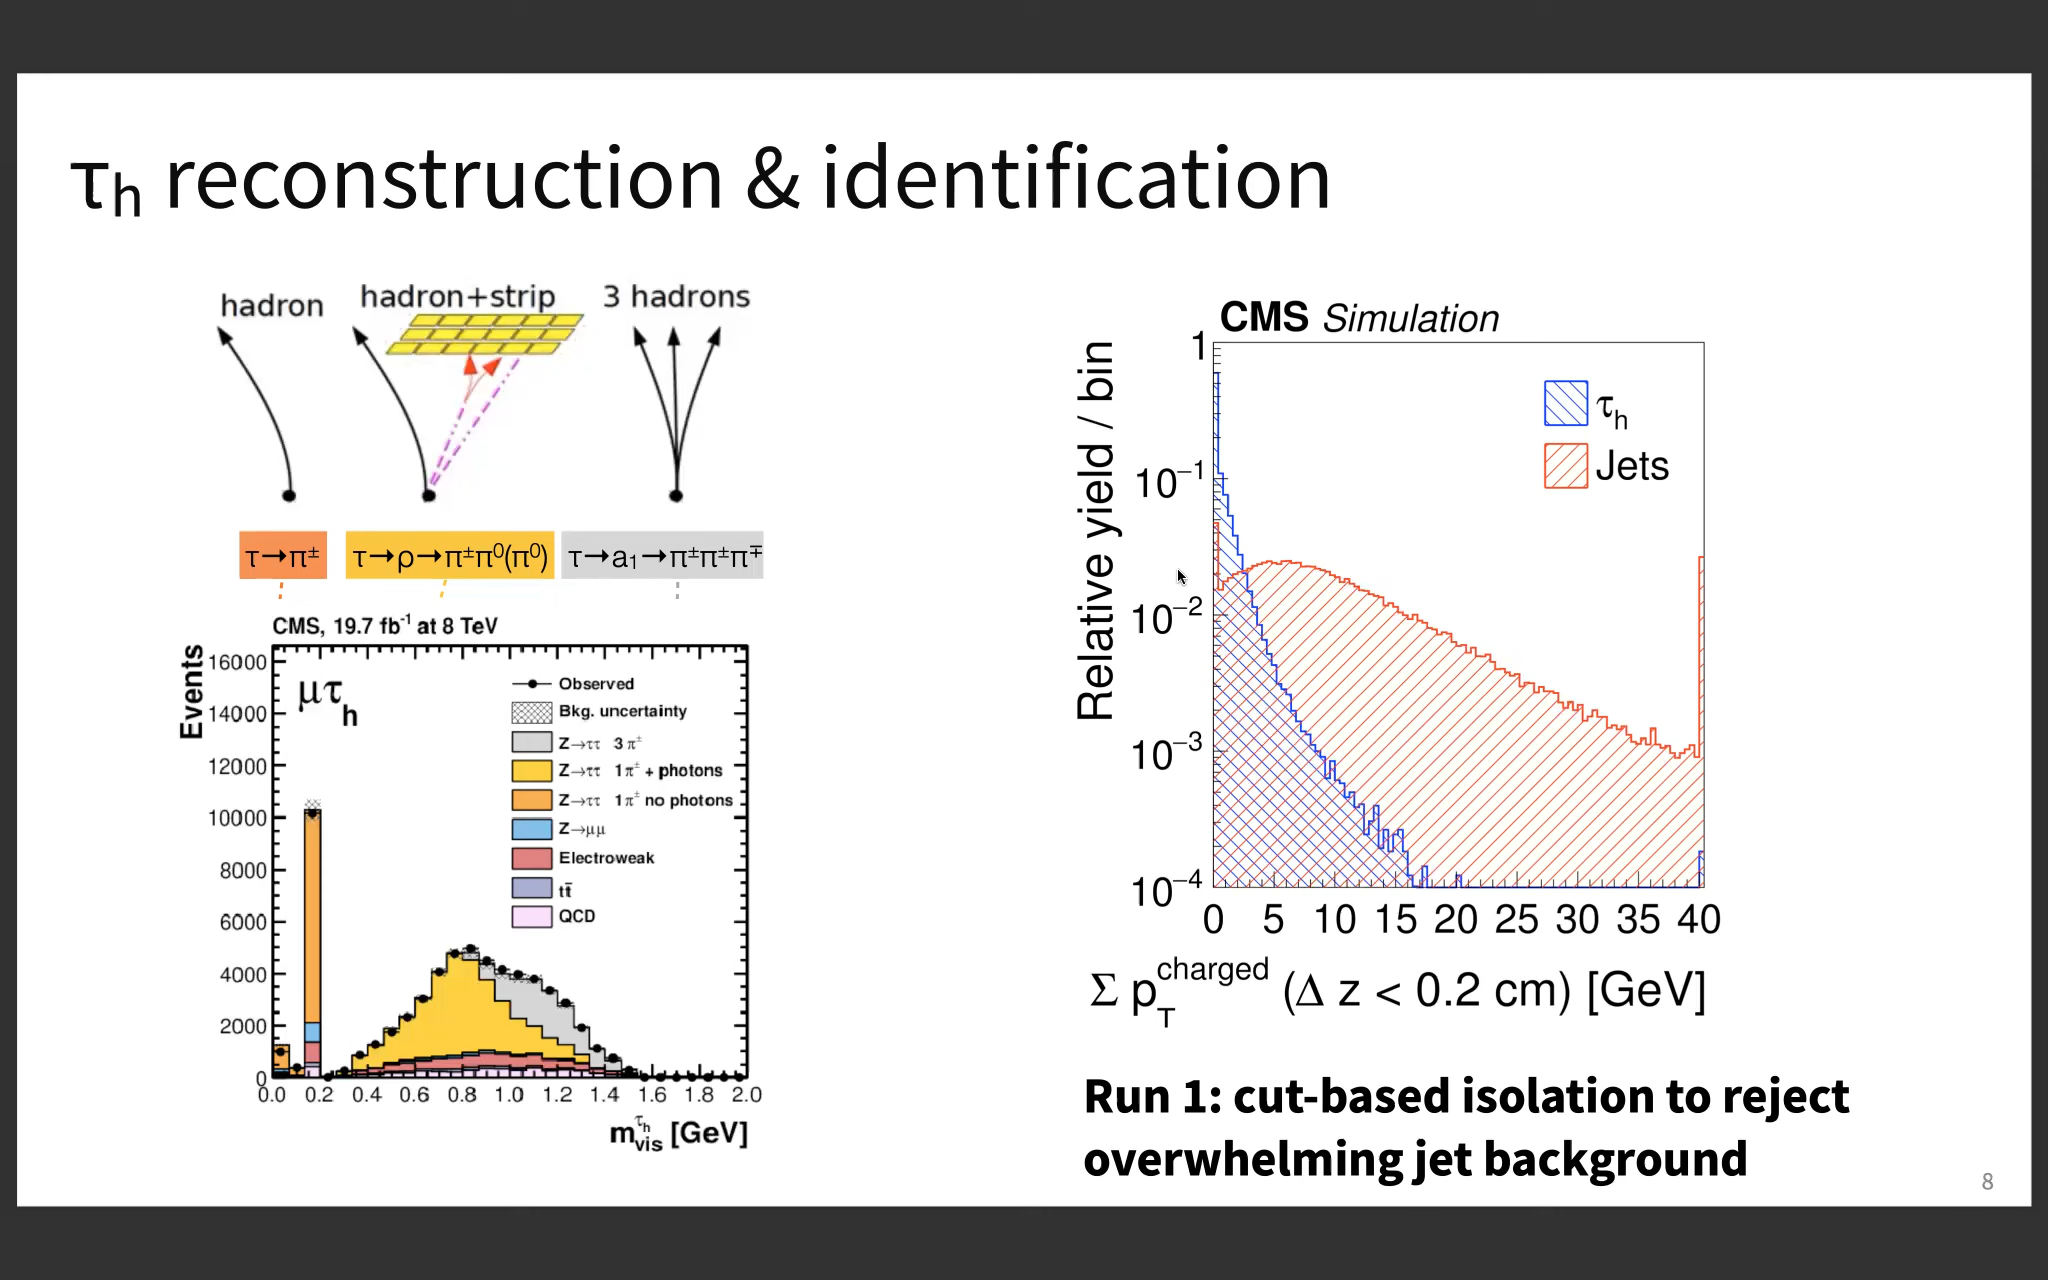 τh reconstruction & identification
hadron
hadron+strip
3 hadrons
τ→π±
τ→ρ→π±π⁰(π⁰)
τ→a₁→π±π±π∓
CMS, 19.7 fb⁻¹ at 8 TeV
Events
16000
14000
12000
10000
8000
6000
4000
2000
0
μτh
Observed
Bkg. uncertainty
Z→ττ 3π±
Z→ττ 1π± + photons
Z→ττ 1π± no photons
Z→μμ
Electroweak
tt̄
QCD
0.0 0.2 0.4 0.6 0.8 1.0 1.2 1.4 1.6 1.8 2.0
m_vis^τh [GeV]
CMS Simulation
Relative yield / bin
1
10⁻¹
10⁻²
10⁻³
10⁻⁴
τh
Jets
0 5 10 15 20 25 30 35 40
Σ p_T^charged (Δ z < 0.2 cm) [GeV]
Run 1: cut-based isolation to reject
overwhelming jet background
8